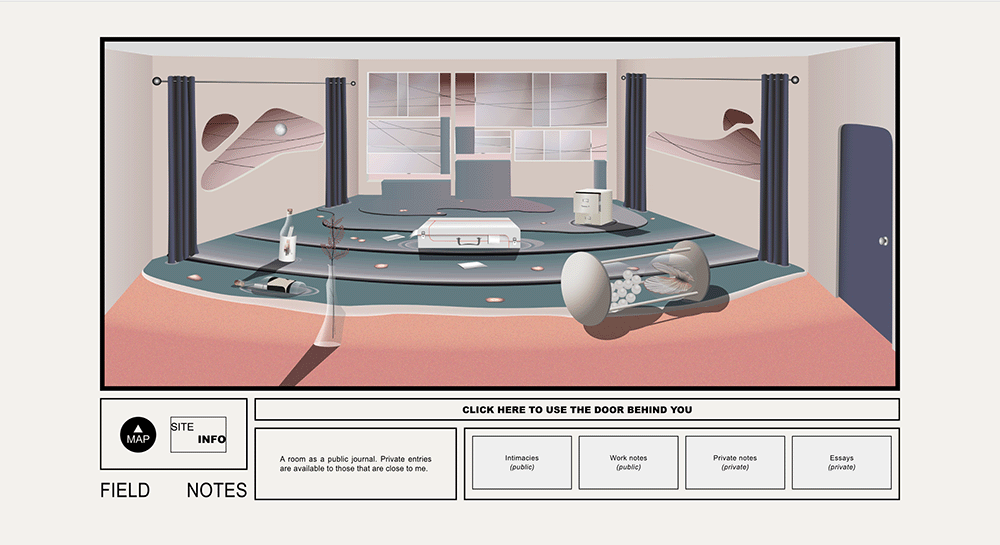 CLICK HERE TO USE THE DOOR BEHIND YOU
MAP
SITE
INFO
FIELD NOTES
A room as a public journal. Private entries
are available to those that are close to me.
Intimacies
(public)
Work notes
(public)
Private notes
(private)
Essays
(private)